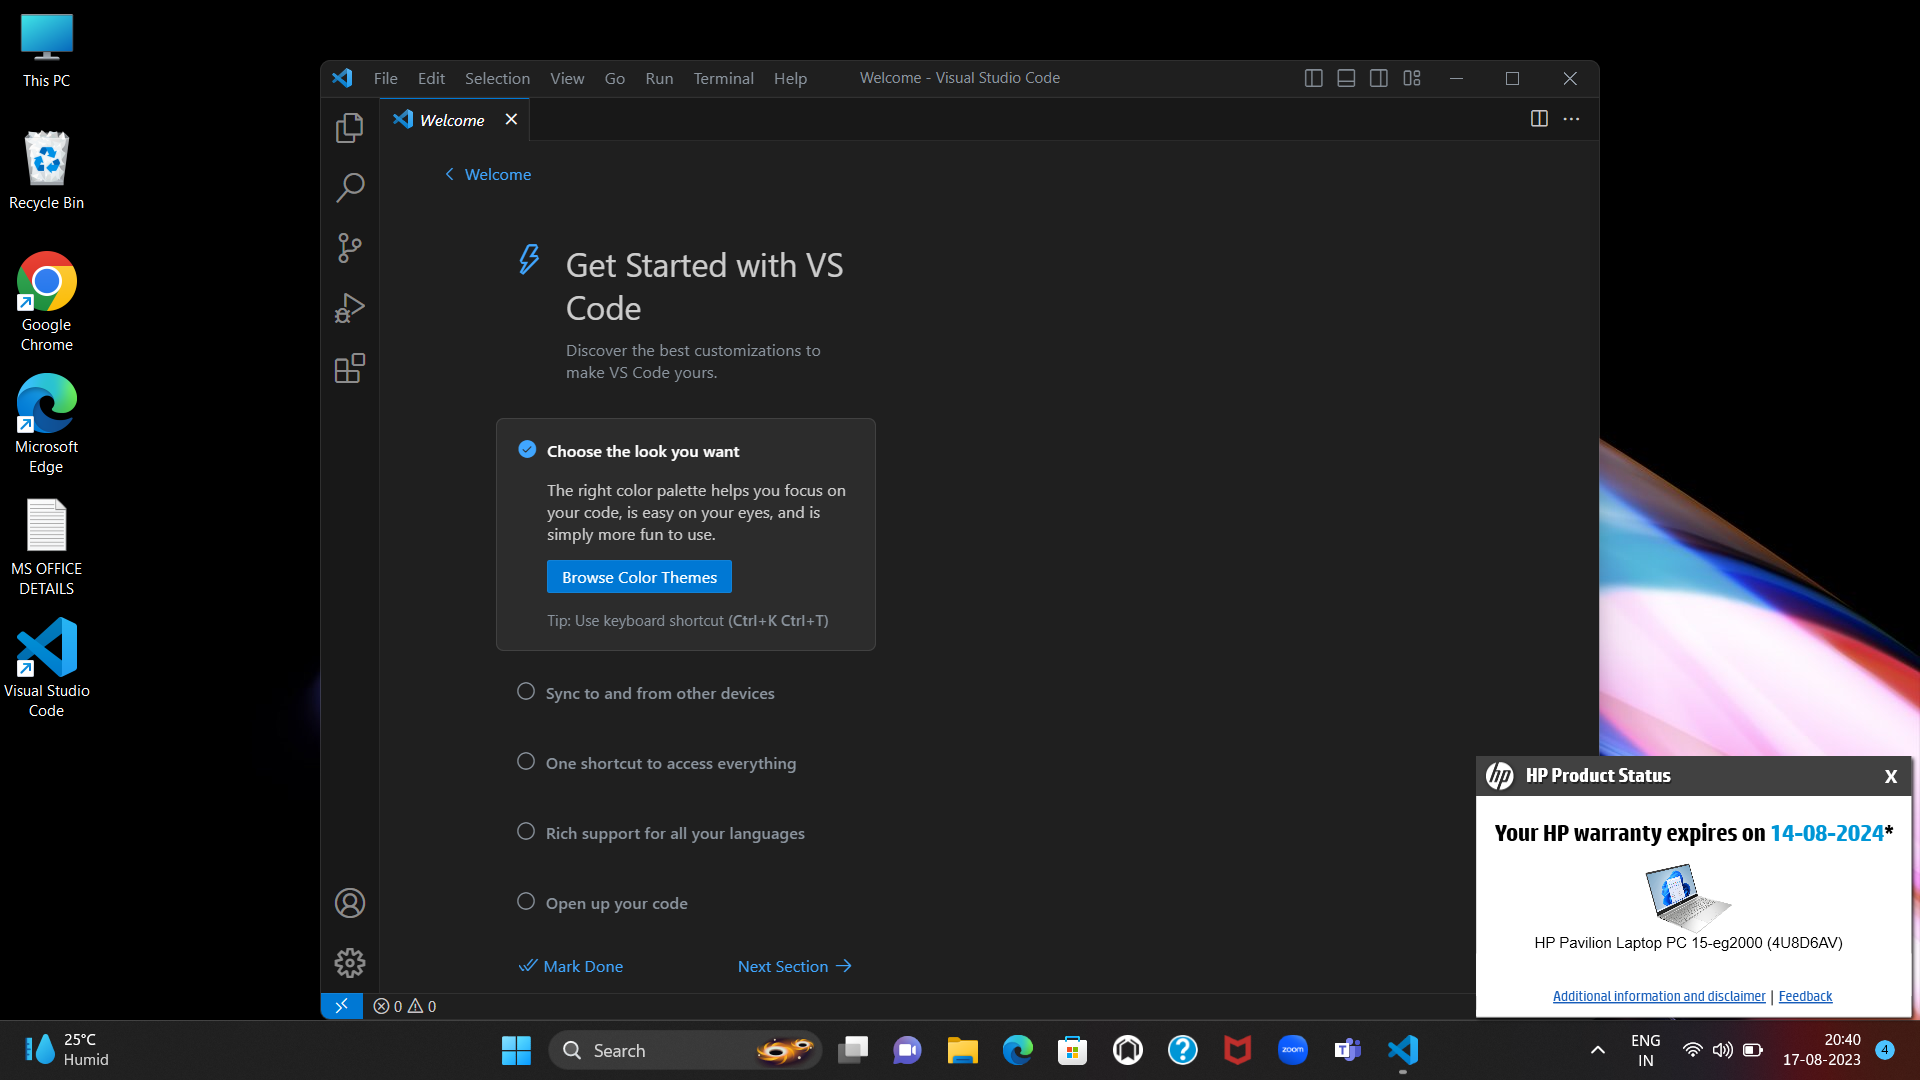 This PC
Recycle Bin
Google
Chrome
Microsoft
Edge
MS OFFICE
DETAILS
Visual Studio
Code
File Edit Selection View Go Run Terminal Help
Welcome - Visual Studio Code
Welcome
Welcome
Get Started with VS
Code
Discover the best customizations to
make VS Code yours.
Choose the look you want
The right color palette helps you focus on
your code, is easy on your eyes, and is
simply more fun to use.
Browse Color Themes
Tip: Use keyboard shortcut (Ctrl+K Ctrl+T)
Sync to and from other devices
One shortcut to access everything
Rich support for all your languages
Open up your code
Mark Done
Next Section
0 0
hp HP Product Status X
Your HP warranty expires on 14-08-2024*
HP Pavilion Laptop PC 15-eg2000 (4U8D6AV)
Additional information and disclaimer | Feedback
25°C
Humid
Search
zoom
ENG
IN
20:40
17-08-2023
4